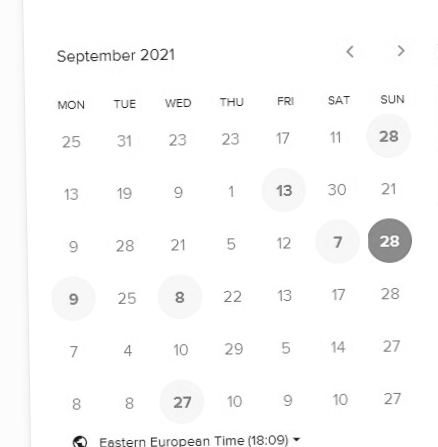 September 2021
MON TUE WED THU FRI SAT SUN
25 31 23 23 17 11 28
13 19 9 1 13 30 21
9 28 21 5 12 7 28
9 25 8 22 13 17 28
7 4 10 29 5 14 27
8 8 27 10 9 10 27
Eastern European Time (18:09)